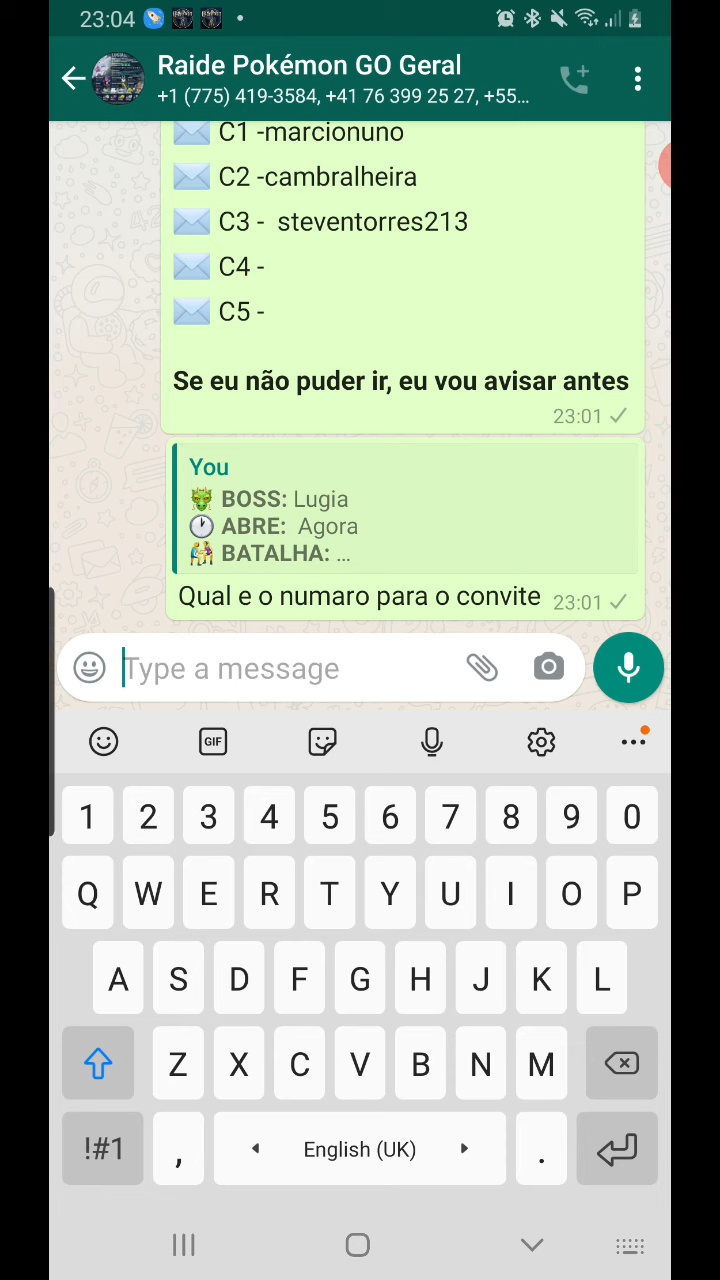 23:04
Raide Pokémon GO Geral
+1 (775) 419-3584, +41 76 399 25 27, +55...
C1 -marcionuno
C2 -cambralheira
C3 -  steventorres213
C4 -
C5 -
Se eu não puder ir, eu vou avisar antes
23:01
You
BOSS: Lugia
ABRE:  Agora
BATALHA: ...
Qual e o numaro para o convite 23:01
Type a message
GIF
1 2 3 4 5 6 7 8 9 0
Q W E R T Y U I O P
A S D F G H J K L
Z X C V B N M
!#1 , English (UK) .